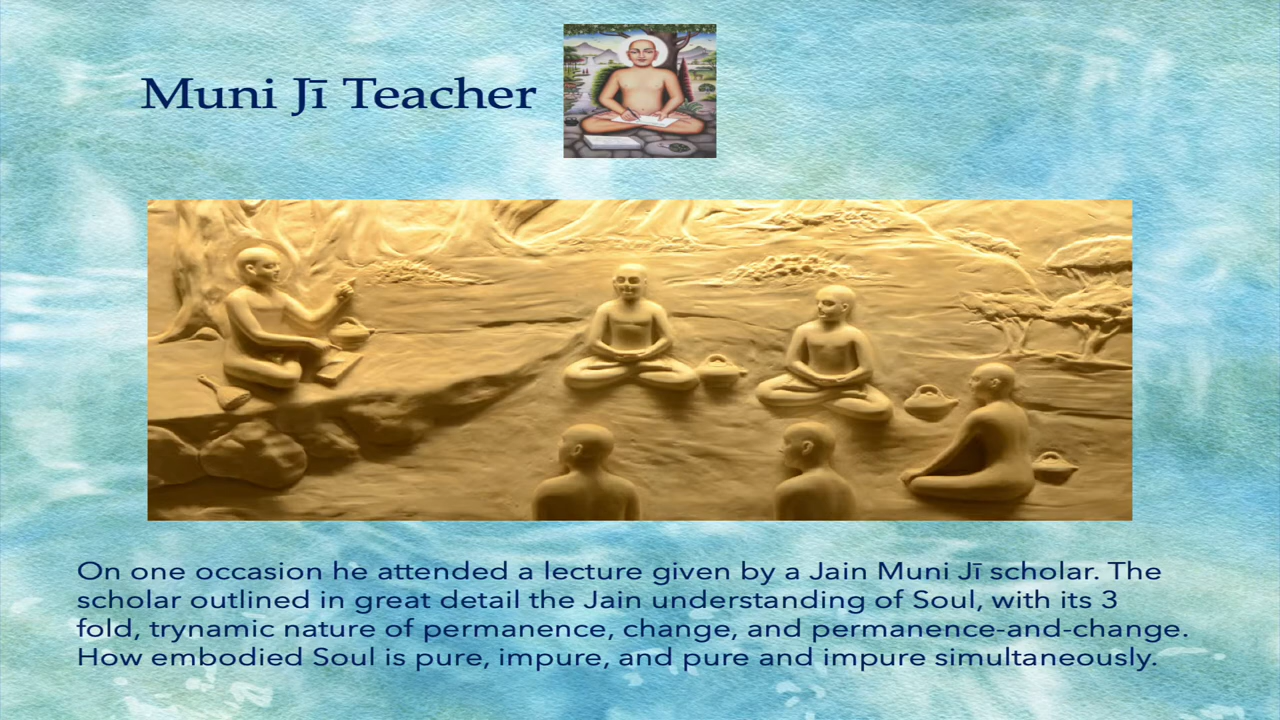 Muni Jī Teacher
On one occasion he attended a lecture given by a Jain Muni Jī scholar. The
scholar outlined in great detail the Jain understanding of Soul, with its 3
fold, trynamic nature of permanence, change, and permanence-and-change.
How embodied Soul is pure, impure, and pure and impure simultaneously.